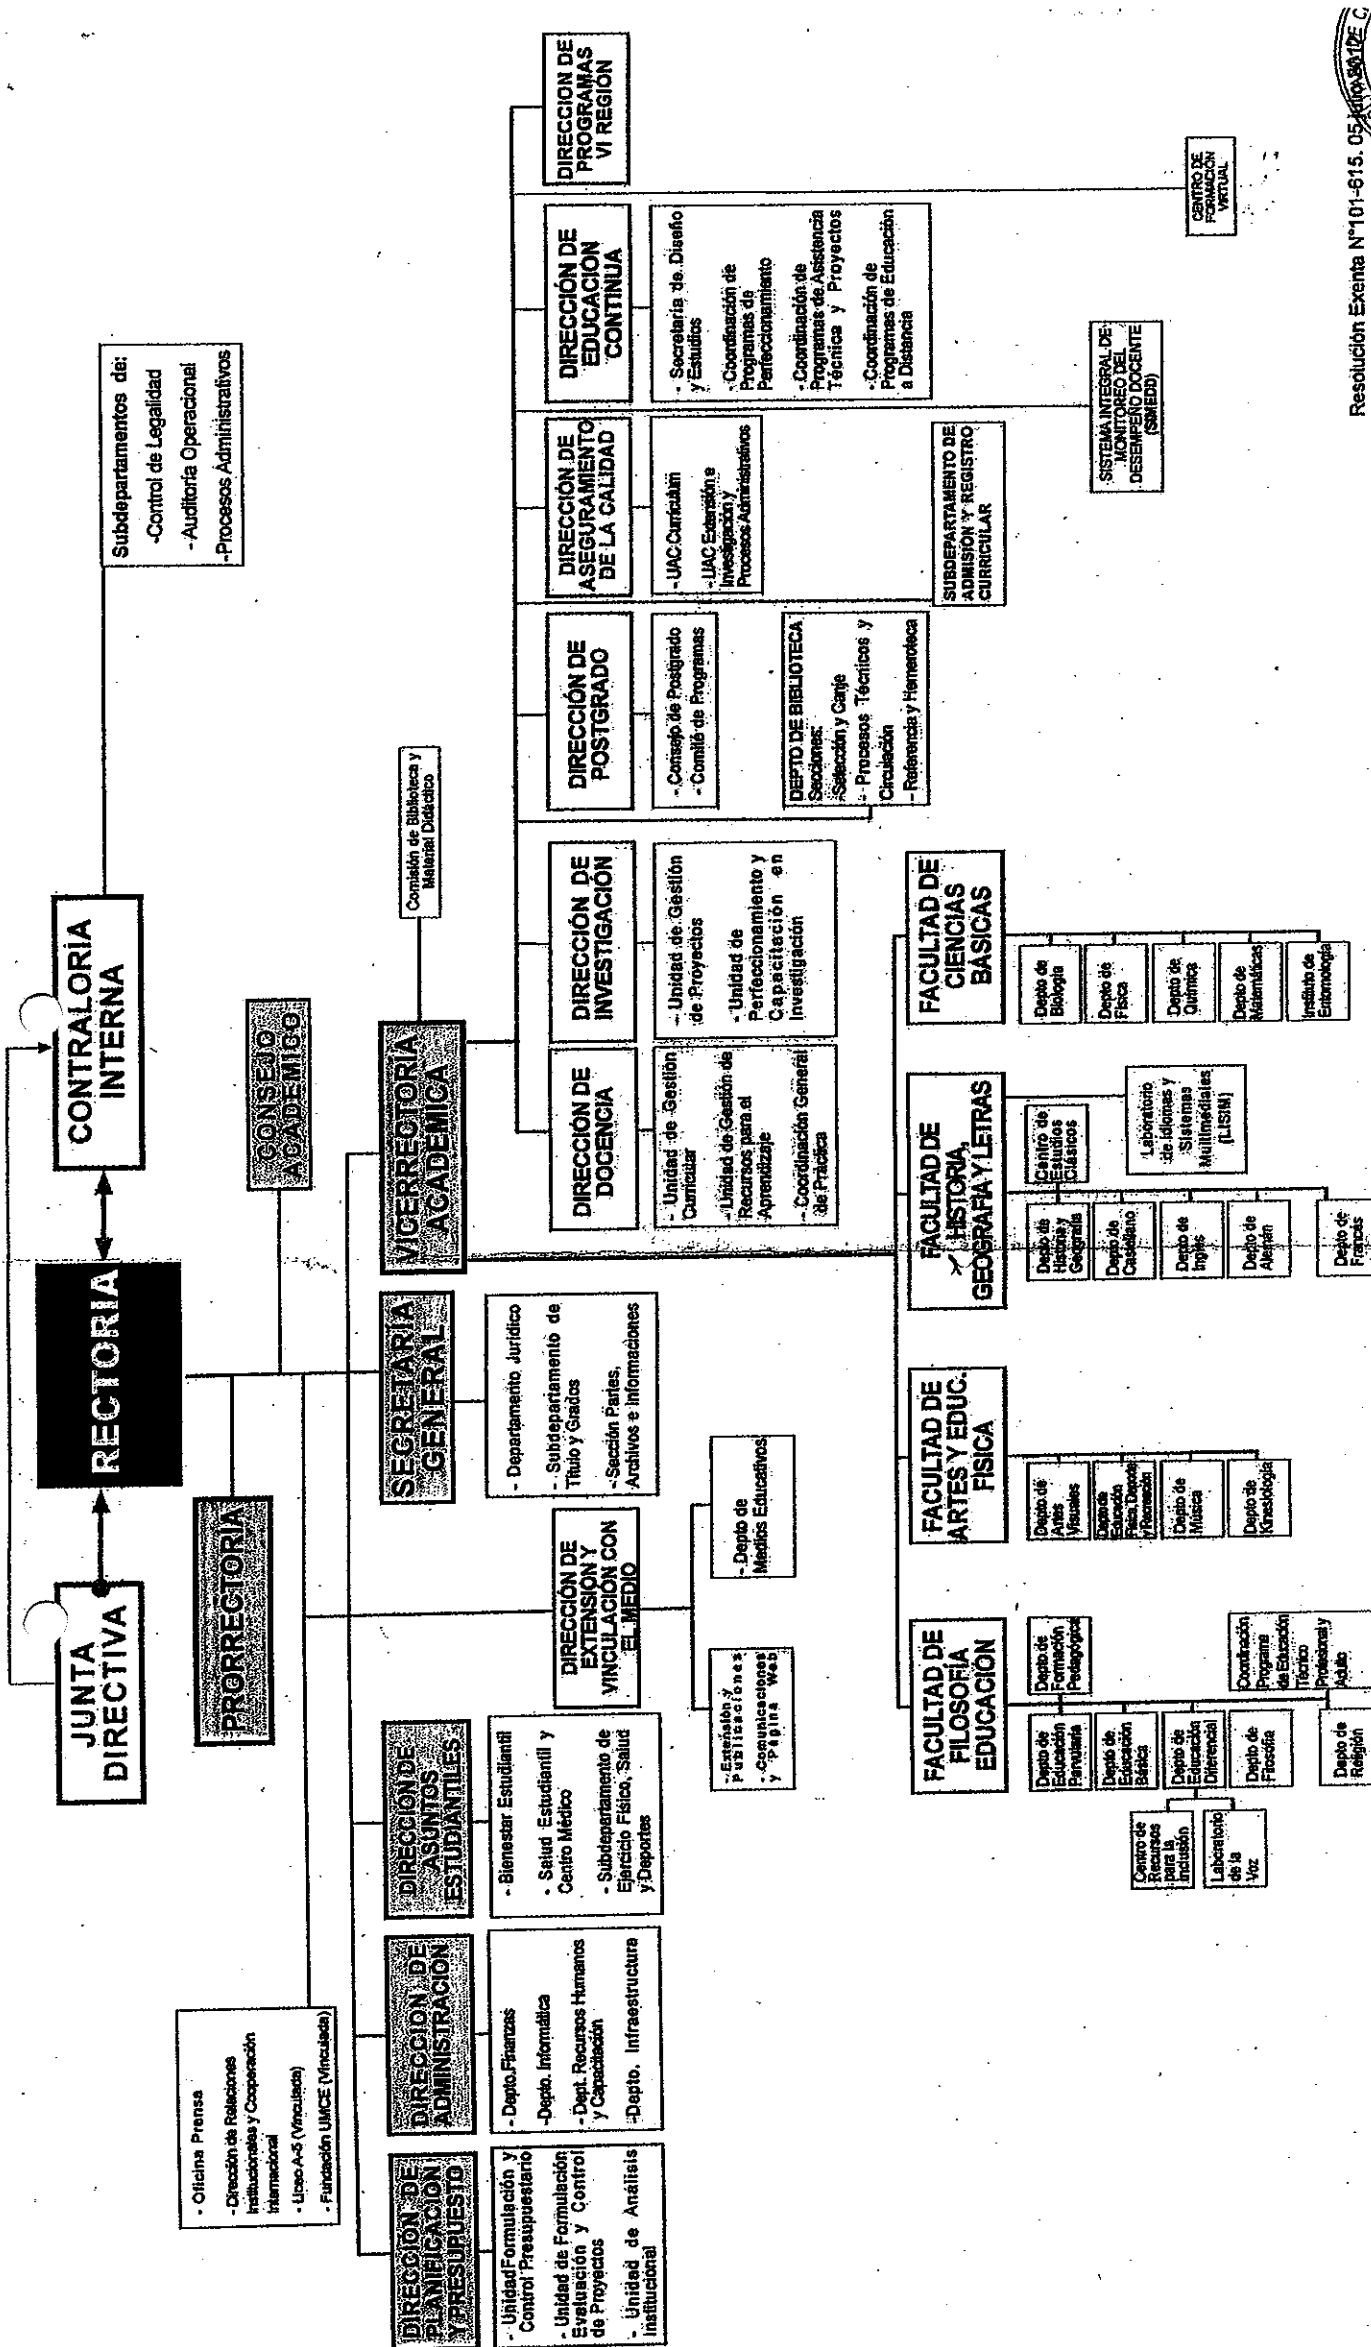 JUNTA
DIRECTIVA
RECTORIA
CONTRALORIA
INTERNA
Subdepartamentos de:
-Control de Legalidad
- Auditoría Operacional
-Procesos Administrativos
PRORRECTORIA
CONSEJO
ACADEMICO
- Oficina Prensa
- Dirección de Relaciones
Institucionales y Cooperación
Internacional
- Liceo A-5 (Vinculada)
- Fundación UMCE (Vinculada)
DIRECCIÓN DE
PLANIFICACION
Y PRESUPUESTO
- Unidad Formulación y
Control Presupuestario
- Unidad de Formulación
Evaluación y Control
de Proyectos
- Unidad de Análisis
Institucional
DIRECCION DE
ADMINISTRACIÓN
- Depto.Finanzas
-Depto. Informática
- Dept. Recursos Humanos
y Capacitación
-Depto. Infraestructura
DIRECCION DE
ASUNTOS
ESTUDIANTILES
- Bienestar Estudiantil
- Salud Estudiantil y
Centro Médico
- Subdepartamento de
Ejercicio Físico, Salud
y Deportes
DIRECCIÓN DE
EXTENSIÓN Y
VINCULACIÓN CON
EL MEDIO
- Extensión y
Publicaciones
- Comunicaciones
y Página Web
- Depto de
Medios Educativos
SECRETARIA
GENERAL
- Departamento Jurídico
- Subdepartamento de
Título y Grados
- Sección Partes,
Archivos e Informaciones
VICERRECTORIA
ACADEMICA
Comisión de Biblioteca y
Material Didáctico
DIRECCIÓN DE
DOCENCIA
- Unidad de Gestión
Curricular
- Unidad de Gestión de
Recursos para el
Aprendizaje
- Coordinación General
de Práctica
DIRECCIÓN DE
INVESTIGACIÓN
- Unidad de Gestión
de Proyectos
- Unidad de
Perfeccionamiento y
Capacitación en
Investigación
DIRECCIÓN DE
POSTGRADO
- Consejo de Postgrado
- Comité de Programas
DEPTO DE BIBLIOTECA
Secciones:
- Selección y Canje
- Procesos Técnicos y
Circulación
- Referencia y Hemeroteca
DIRECCIÓN DE
ASEGURAMIENTO
DE LA CALIDAD
- UAC Curriculum
- UAC Extensión e
Investigación y
Procesos Administrativos
SUBDEPARTAMENTO DE
ADMISIÓN Y REGISTRO
CURRICULAR
DIRECCIÓN DE
EDUCACIÓN
CONTINUA
- Secretaría de Diseño
y Estudios
- Coordinación de
Programas de
Perfeccionamiento
- Coordinación de
Programas de Asistencia
Técnica y Proyectos
- Coordinación de
Programas de Educación
a Distancia
DIRECCION DE
PROGRAMAS
VI REGIÓN
SISTEMA INTEGRAL DE
MONITOREO DEL
DESEMPEÑO DOCENTE
(SIMEDD)
CENTRO DE
FORMACIÓN
VIRTUAL
FACULTAD DE
FILOSOFÍA
EDUCACIÓN
Depto de
Educación
Parvularia
Depto de
Formación
Pedagógica
Depto de
Educación
Básica
Depto de
Educación
Diferencial
Centro de
Recursos
para la
Inclusión
Laboratorio
de la
Voz
Depto de
Filosofía
Coordinación
Programa
de Educación
Técnico
Profesional y
Adulto
Depto de
Religión
FACULTAD DE
ARTES Y EDUC.
FÍSICA
Depto de
Artes
Visuales
Depto de
Educación
Física, Deportes
y Recreación
Depto de
Música
Depto de
Kinesiología
FACULTAD DE
HISTORIA,
GEOGRAFÍA Y LETRAS
Depto de
Historia y
Geografía
Centro de
Estudios
Clásicos
Depto de
Castellano
Depto de
Inglés
Depto de
Alemán
Depto de
Francés
Laboratorio
de Idiomas y
Sistemas
Multimediales
(LISIM)
FACULTAD DE
CIENCIAS
BÁSICAS
Depto de
Biología
Depto de
Física
Depto de
Química
Depto de
Matemáticas
Instituto de
Entomología
Resolución Exenta N°101-615. 05